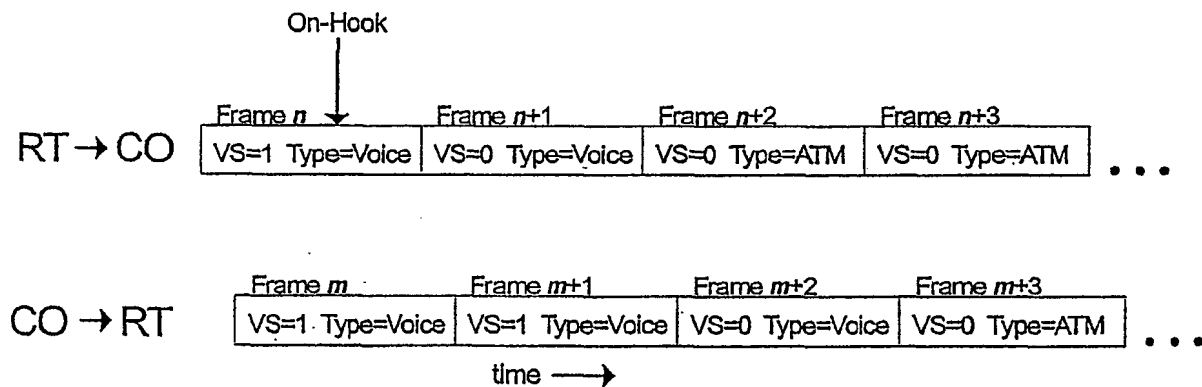 On-Hook
Frame n Frame n+1 Frame n+2 Frame n+3
RT → CO VS=1 Type=Voice VS=0 Type=Voice VS=0 Type=ATM VS=0 Type=ATM ...
Frame m Frame m+1 Frame m+2 Frame m+3
CO → RT VS=1 Type=Voice VS=1 Type=Voice VS=0 Type=Voice VS=0 Type=ATM ...
time →